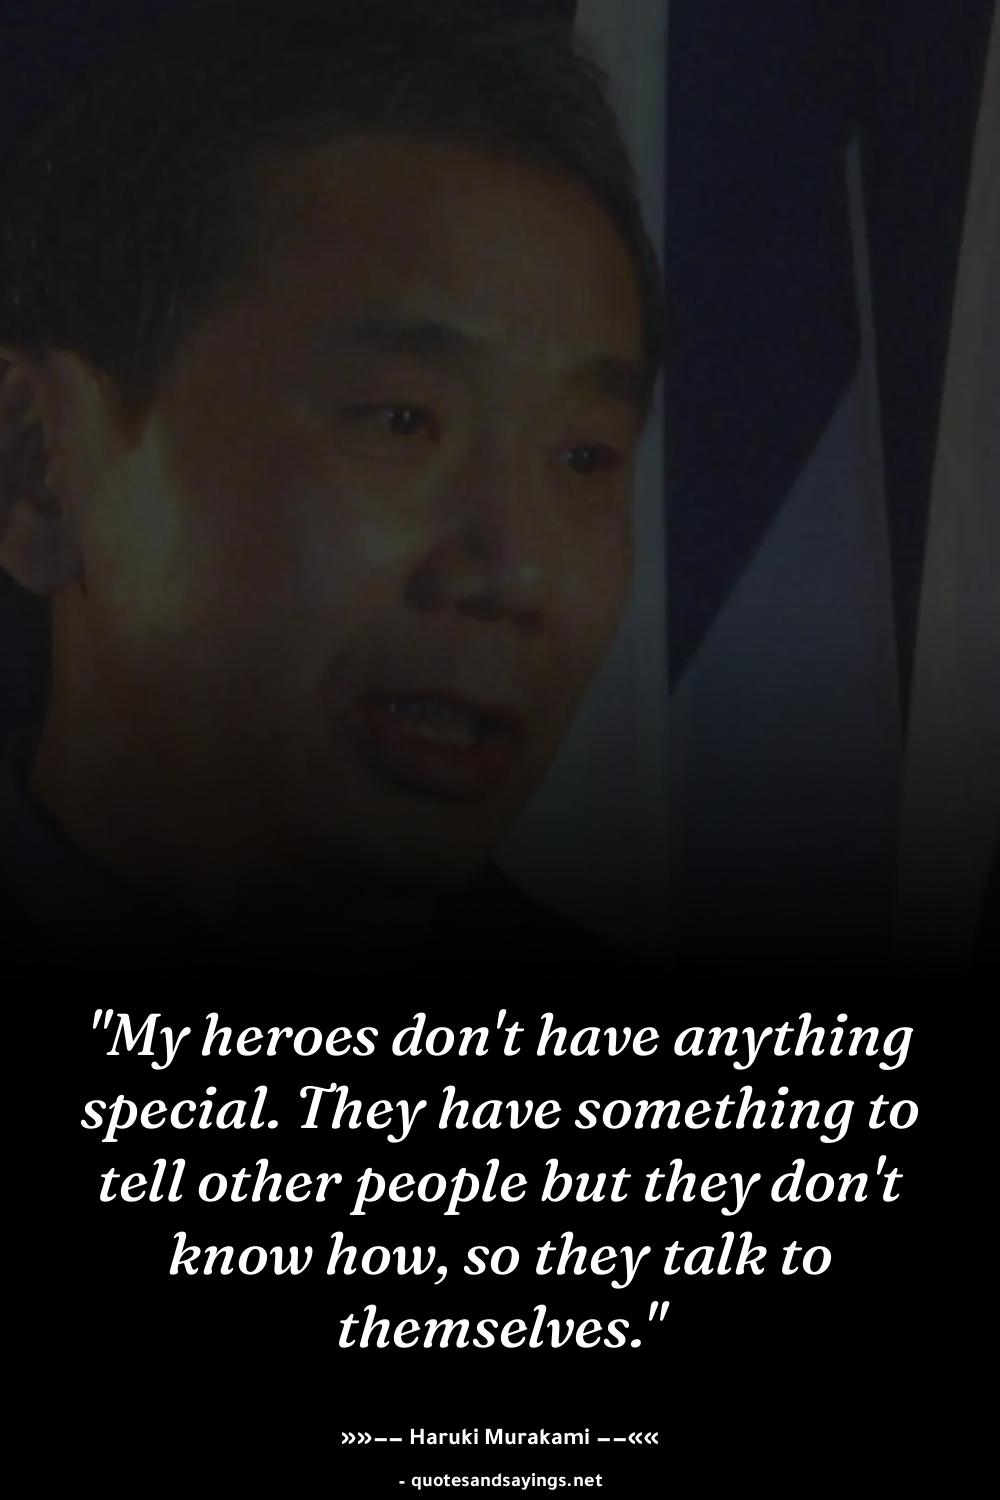 "My heroes don't have anything
special. They have something to
tell other people but they don't
know how, so they talk to
themselves."
»»−− Haruki Murakami −−««
- quotesandsayings.net